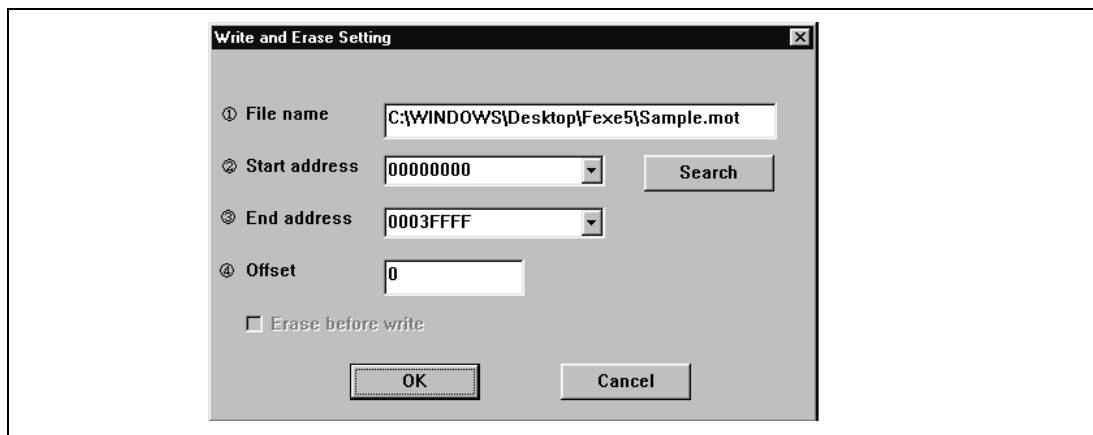 Write and Erase Setting
① File name
C:\WINDOWS\Desktop\Fexe5\Sample.mot
② Start address
00000000
Search
③ End address
0003FFFF
④ Offset
0
Erase before write
OK
Cancel